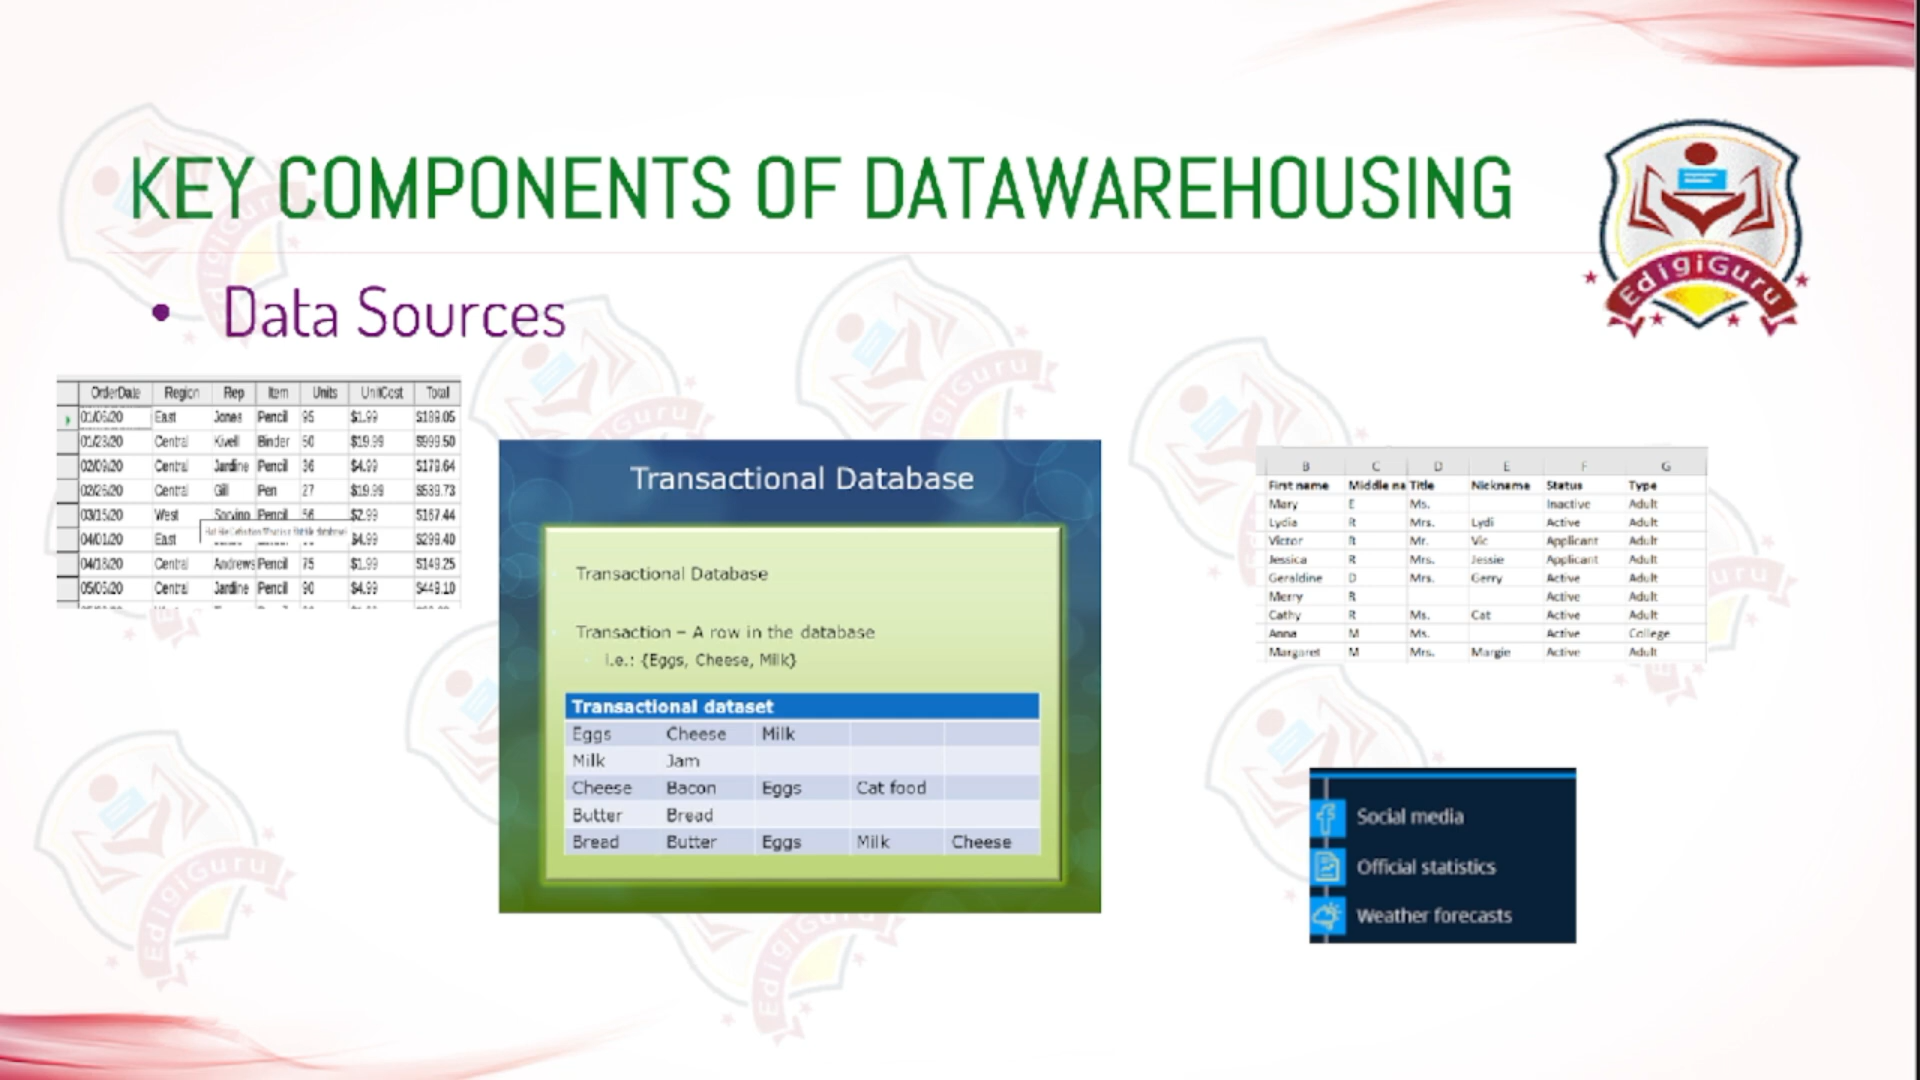 KEY COMPONENTS OF DATAWAREHOUSING
EdigiGuru
• Data Sources
OrderDate Region Rep Item Units UnitCost Total
01/06/20 East Jones Pencil 95 $1.99 $189.05
01/23/20 Central Kivell Binder 50 $19.99 $999.50
02/09/20 Central Jardine Pencil 36 $4.99 $179.64
02/26/20 Central Gill Pen 27 $19.99 $539.73
03/15/20 West Sorvino Pencil 56 $2.99 $167.44
04/01/20 East $4.99 $299.40
04/18/20 Central Andrews Pencil 75 $1.99 $149.25
05/05/20 Central Jardine Pencil 90 $4.99 $449.10
Transactional Database
Transactional Database
Transaction – A row in the database
i.e.: {Eggs, Cheese, Milk}
Transactional dataset
Eggs Cheese Milk
Milk Jam
Cheese Bacon Eggs Cat food
Butter Bread
Bread Butter Eggs Milk Cheese
B C D E F G
First name Middle na Title Nickname Status Type
Mary E Ms. Inactive Adult
Lydia R Mrs. Lydi Active Adult
Victor R Mr. Vic Applicant Adult
Jessica R Mrs. Jessie Applicant Adult
Geraldine D Mrs. Gerry Active Adult
Merry R Active Adult
Cathy R Ms. Cat Active Adult
Anna M Ms. Active College
Margaret M Mrs. Margie Active Adult
Social media
Official statistics
Weather forecasts